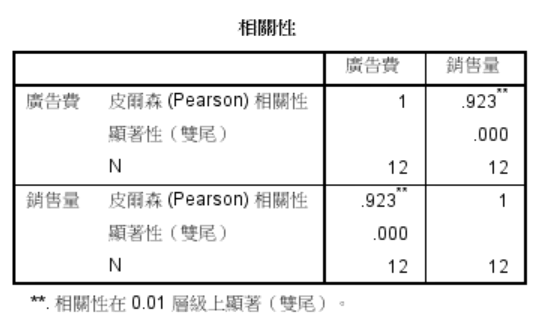 相關性
廣告費 銷售量
廣告費 皮爾森 (Pearson) 相關性 1 .923**
顯著性（雙尾） .000
N 12 12
銷售量 皮爾森 (Pearson) 相關性 .923** 1
顯著性（雙尾） .000
N 12 12
**. 相關性在 0.01 層級上顯著（雙尾）。